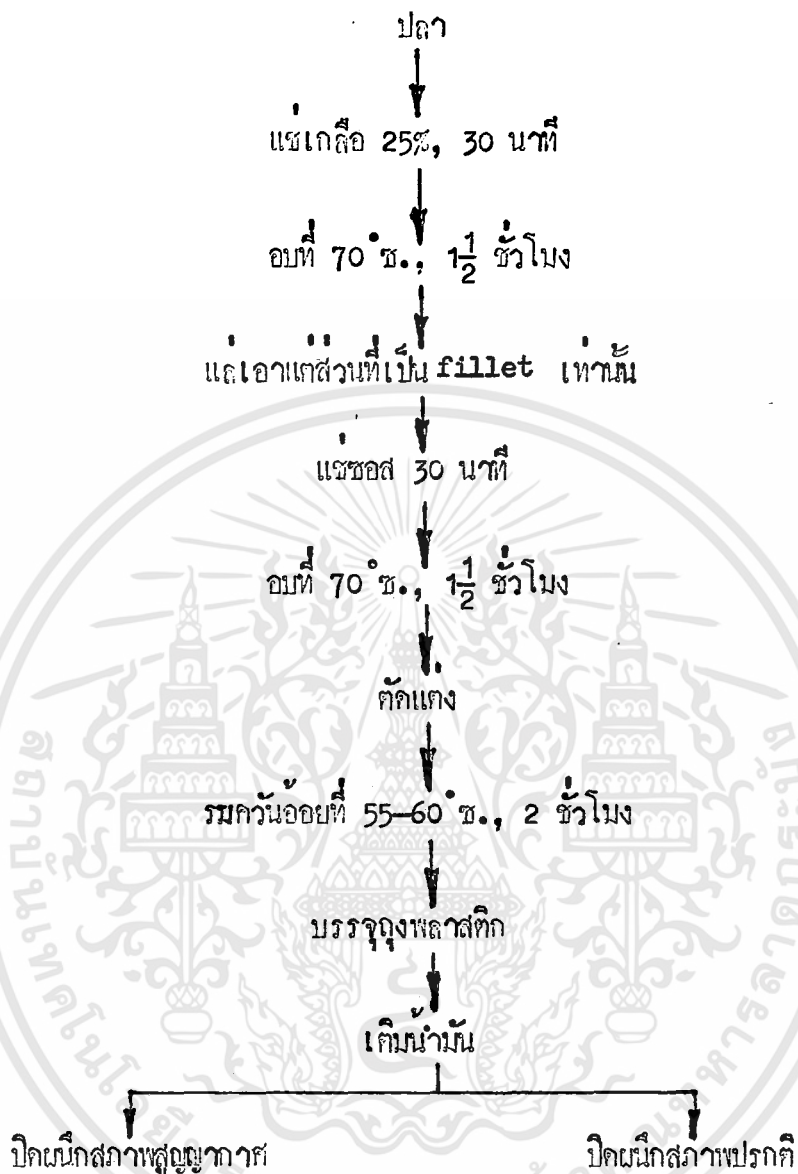 ปลา
แช่เกลือ 25%, 30 นาที
อบที่ 70°ซ., 1 1/2 ชั่วโมง
แล่เอาแต่ส่วนที่เป็น fillet เท่านั้น
แช่ซอส 30 นาที
อบที่ 70°ซ., 1 1/2 ชั่วโมง
ตัดแต่ง
รมควันอ้อยที่ 55-60°ซ., 2 ชั่วโมง
บรรจุถุงพลาสติก
เติมน้ำมัน
ปิดผนึกสภาพสูญญากาศ ปิดผนึกสภาพปรกติ